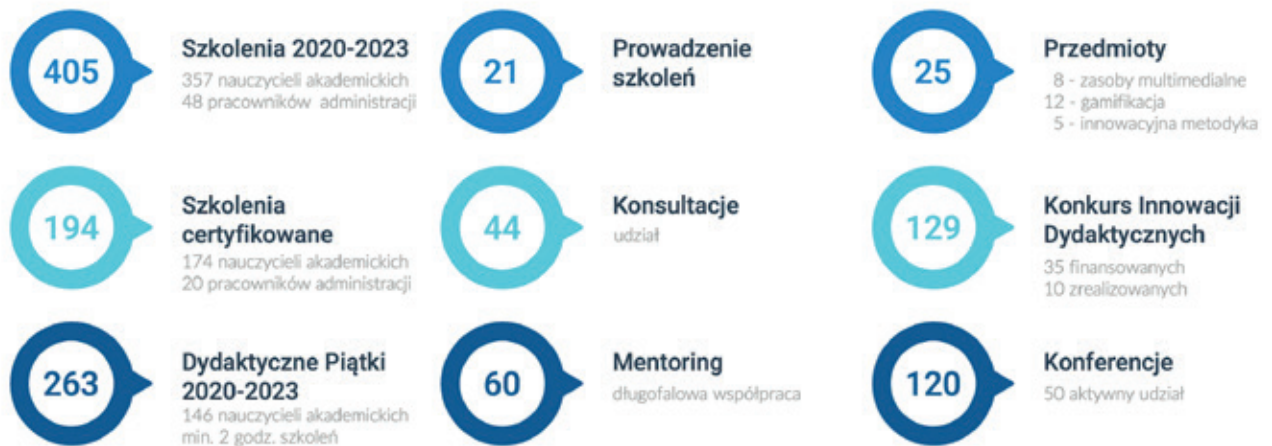 405
Szkolenia 2020-2023
357 nauczycieli akademickich
48 pracowników administracji
21
Prowadzenie
szkoleń
25
Przedmioty
8 - zasoby multimedialne
12 - gamifikacja
5 - innowacyjna metodyka
194
Szkolenia
certyfikowane
174 nauczycieli akademickich
20 pracowników administracji
44
Konsultacje
udział
129
Konkurs Innowacji
Dydaktycznych
35 finansowanych
10 zrealizowanych
263
Dydaktyczne Piątki
2020-2023
146 nauczycieli akademickich
min. 2 godz. szkoleń
60
Mentoring
długofalowa współpraca
120
Konferencje
50 aktywny udział